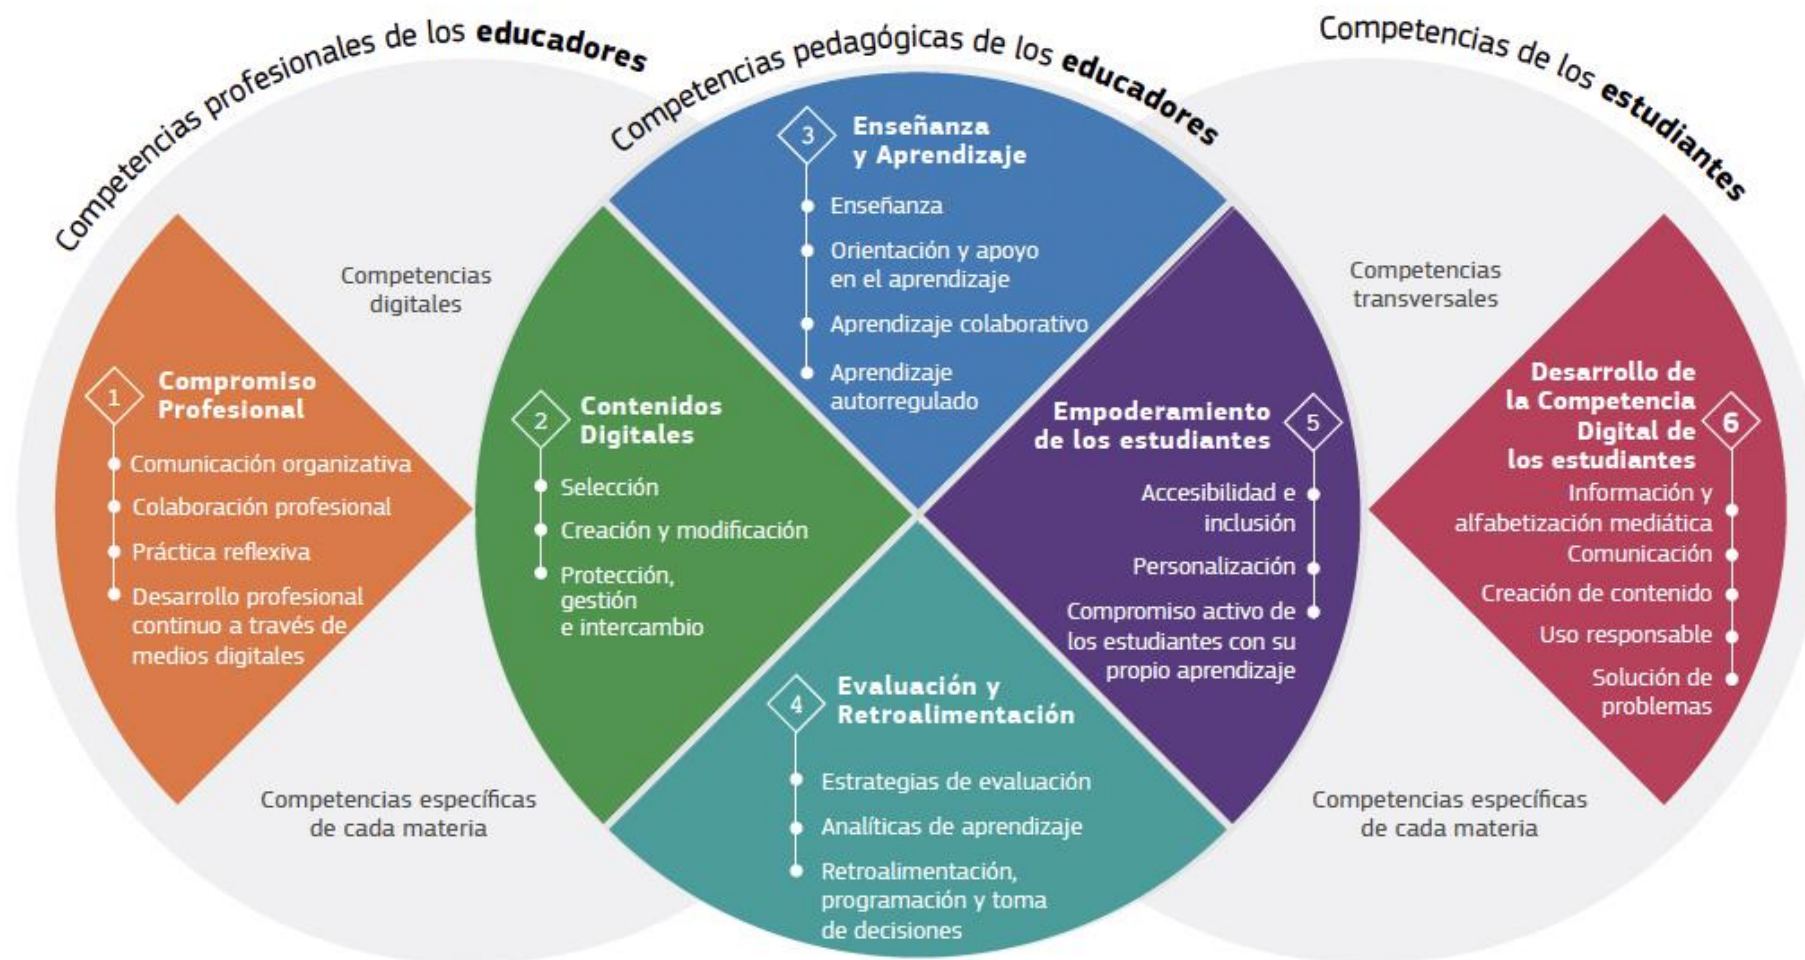 Competencias profesionales de los educadores
Competencias pedagógicas de los educadores
Competencias de los estudiantes
Competencias
digitales
Competencias específicas
de cada materia
1
Compromiso
Profesional
Comunicación organizativa
Colaboración profesional
Práctica reflexiva
Desarrollo profesional
continuo a través de
medios digitales
2
Contenidos
Digitales
Selección
Creación y modificación
Protección,
gestión
e intercambio
3
Enseñanza
y Aprendizaje
Enseñanza
Orientación y apoyo
en el aprendizaje
Aprendizaje colaborativo
Aprendizaje
autorregulado
4
Evaluación y
Retroalimentación
Estrategias de evaluación
Analíticas de aprendizaje
Retroalimentación,
programación y toma
de decisiones
5
Empoderamiento
de los estudiantes
Accesibilidad e
inclusión
Personalización
Compromiso activo de
los estudiantes con su
propio aprendizaje
Competencias
transversales
Competencias específicas
de cada materia
6
Desarrollo de
la Competencia
Digital de
los estudiantes
Información y
alfabetización mediática
Comunicación
Creación de contenido
Uso responsable
Solución de
problemas